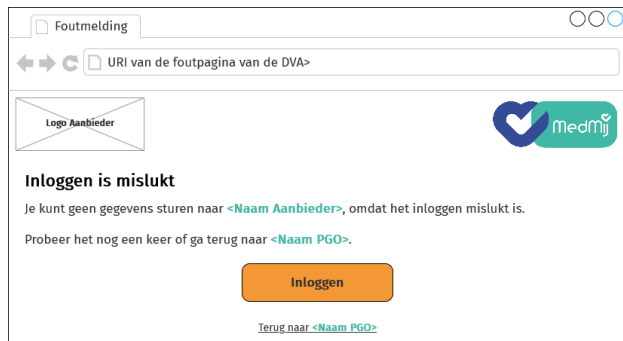 Foutmelding
URI van de foutpagina van de DVA>
Logo Aanbieder
MedMij
Inloggen is mislukt
Je kunt geen gegevens sturen naar <Naam Aanbieder>, omdat het inloggen mislukt is.
Probeer het nog een keer of ga terug naar <Naam PGO>.
Inloggen
Terug naar <Naam PGO>